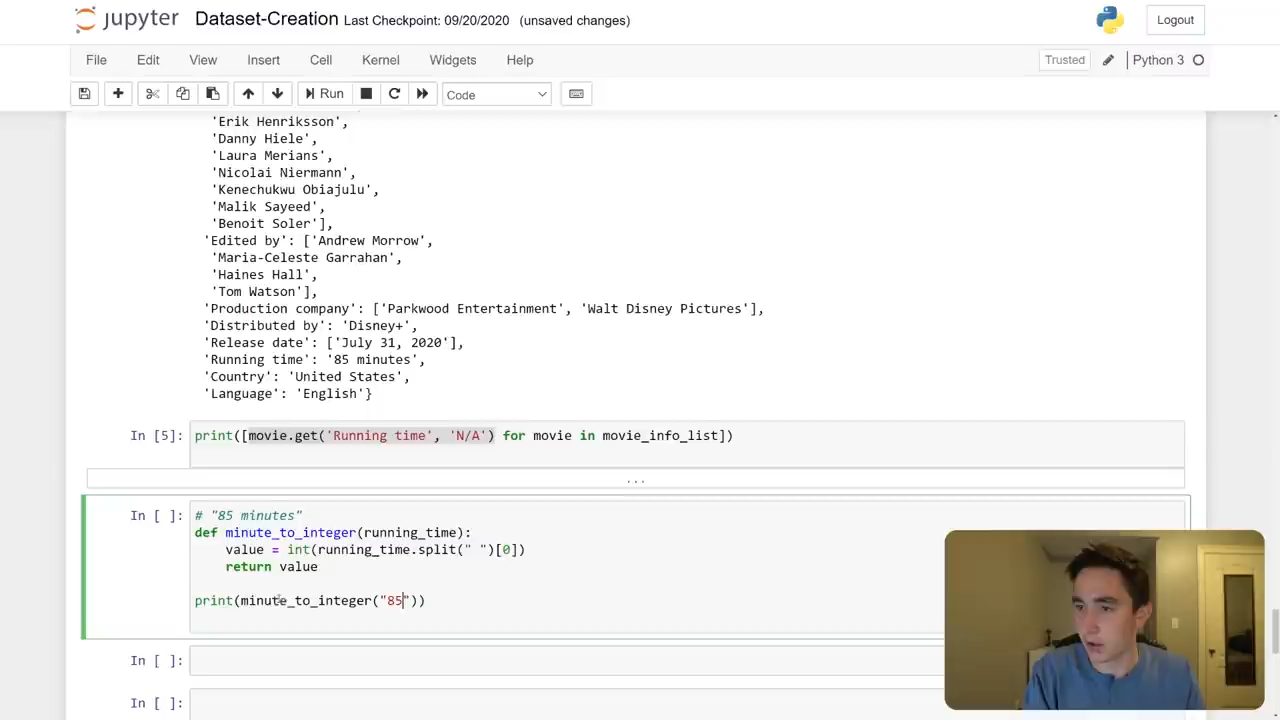 jupyter Dataset-Creation Last Checkpoint: 09/20/2020 (unsaved changes) Logout
File Edit View Insert Cell Kernel Widgets Help Trusted Python 3
Run Code
'Erik Henriksson',
'Danny Hiele',
'Laura Merians',
'Nicolai Niermann',
'Kenechukwu Obiajulu',
'Malik Sayeed',
'Benoit Soler'],
'Edited by': ['Andrew Morrow',
'Maria-Celeste Garrahan',
'Haines Hall',
'Tom Watson'],
'Production company': ['Parkwood Entertainment', 'Walt Disney Pictures'],
'Distributed by': 'Disney+',
'Release date': ['July 31, 2020'],
'Running time': '85 minutes',
'Country': 'United States',
'Language': 'English'}
In [5]: print([movie.get('Running time', 'N/A') for movie in movie_info_list])
...
In [ ]: # "85 minutes"
def minute_to_integer(running_time):
value = int(running_time.split(" ")[0])
return value
print(minute_to_integer("85"))
In [ ]:
In [ ]: